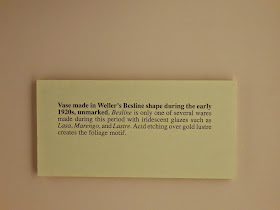 Vase made in Weller's Besline shape during the early
1920s, unmarked. Besline is only one of several wares
made during this period with iridescent glazes such as
Lasa, Marengo, and Lustre. Acid etching over gold lustre
creates the foliage motif.